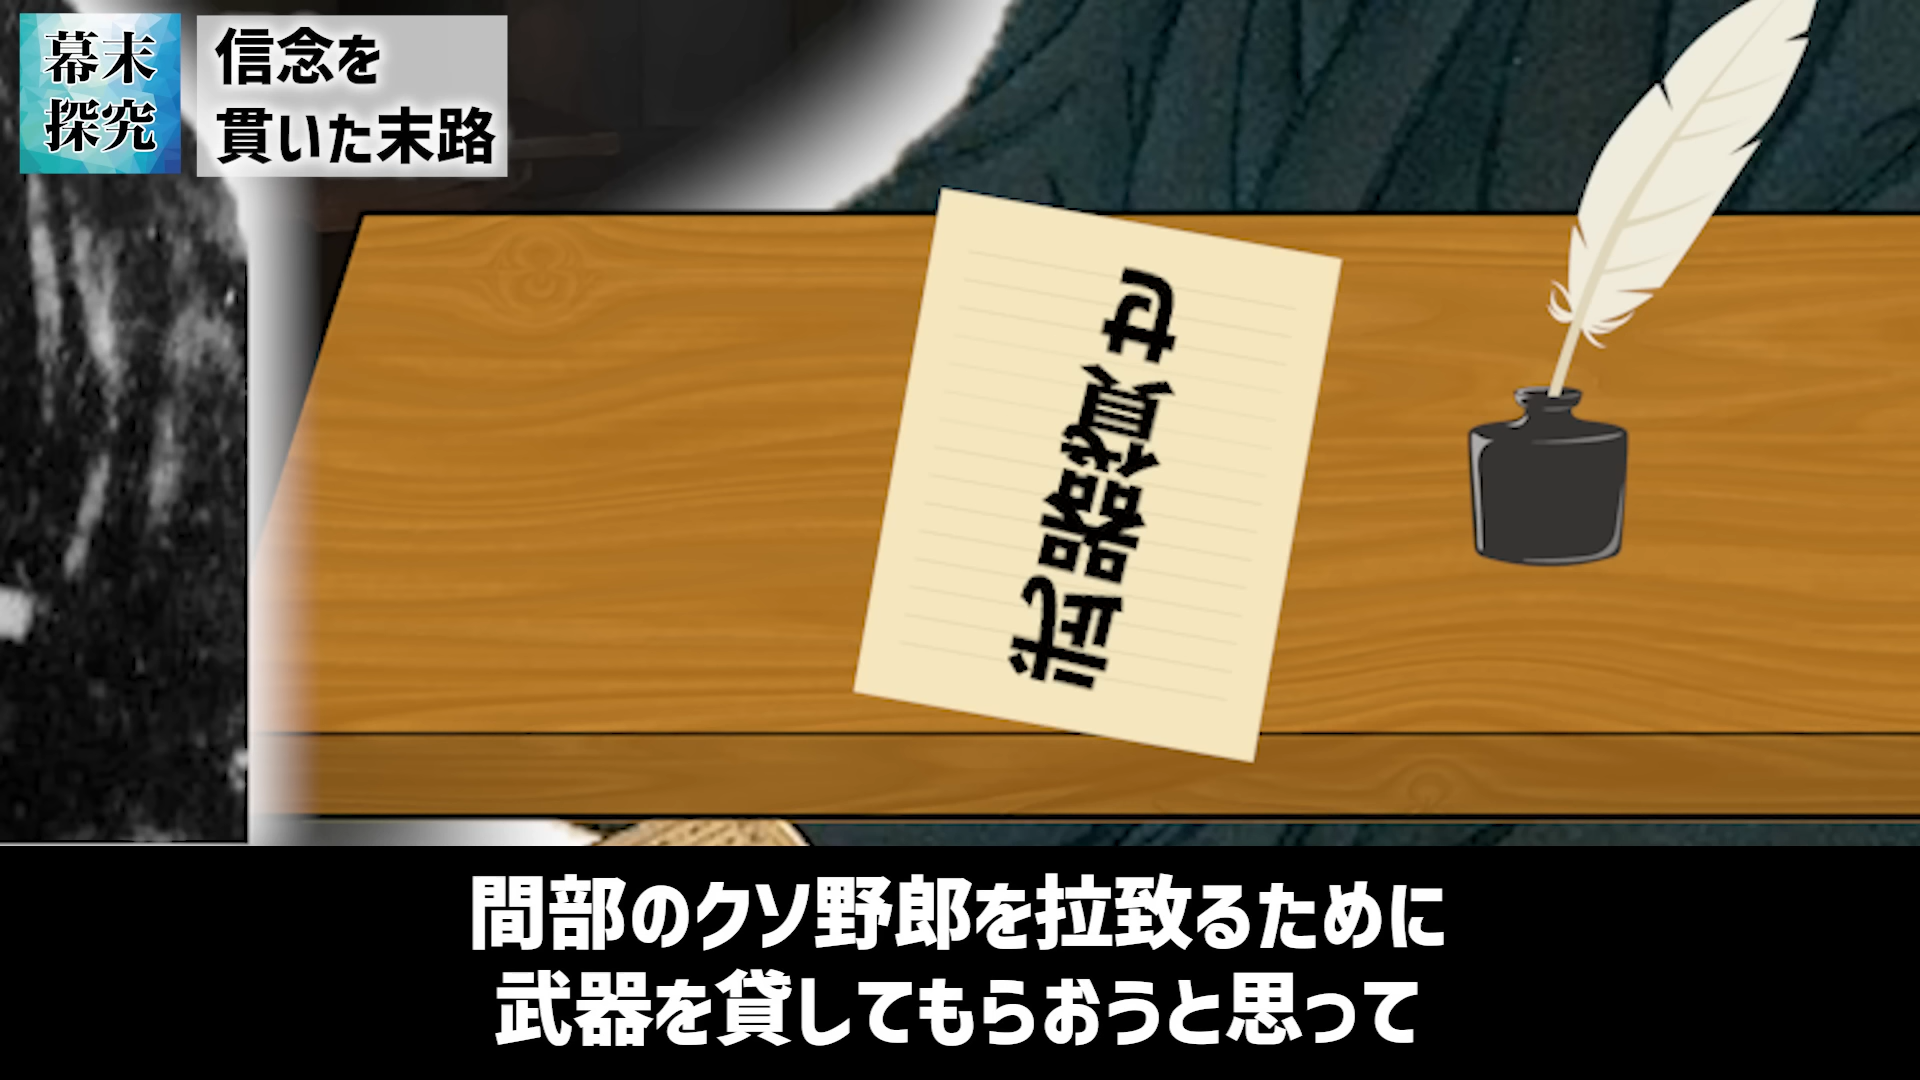 幕末
探究
信念を
貫いた末路
武器貸せ
間部のクソ野郎を拉致るために
武器を貸してもらおうと思って